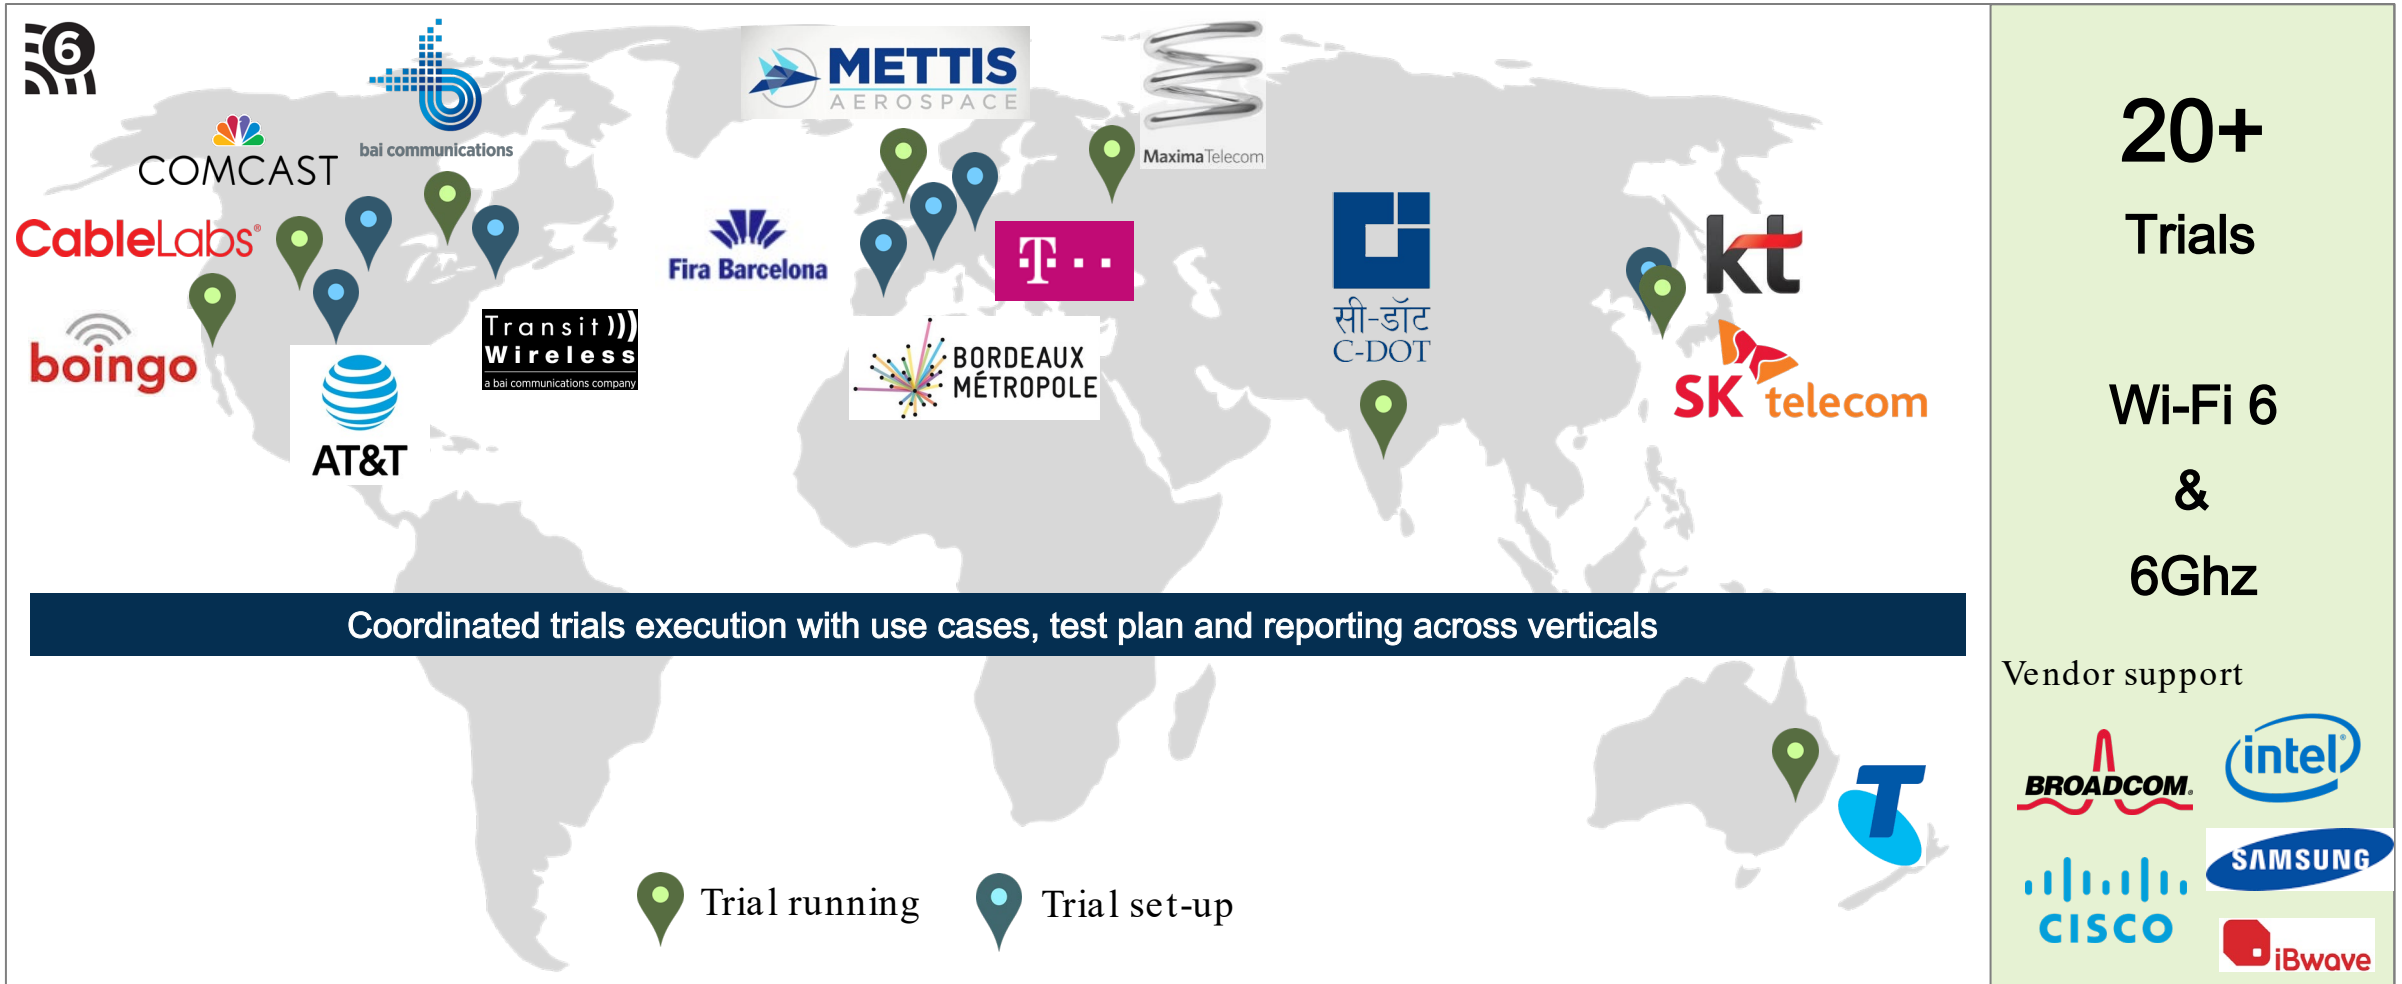 6
bai communications
COMCAST
CableLabs®
boingo
AT&T
Transit
Wireless
a bai communications company
METTIS
AEROSPACE
MaximaTelecom
Fira Barcelona
T
BORDEAUX
MÉTROPOLE
सी-डॉट
C-DOT
kt
SK telecom
Coordinated trials execution with use cases, test plan and reporting across verticals
T
Trial running
Trial set-up
20+
Trials
Wi-Fi 6
&
6Ghz
Vendor support
BROADCOM®
intel®
SAMSUNG
CISCO
iBwave